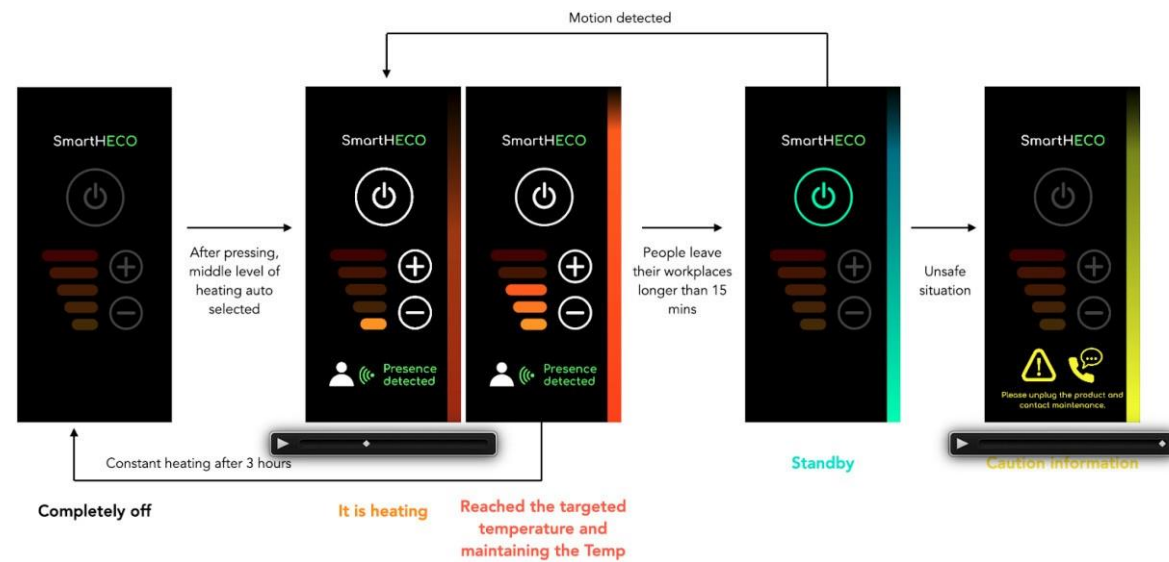 Motion detected
SmartHECO
SmartHECO
SmartHECO
SmartHECO
SmartHECO
After pressing,
middle level of
heating auto
selected
People leave
their workplaces
longer than 15
mins
Unsafe
situation
Presence
detected
Presence
detected
Please unplug the product and
contact maintenance.
Constant heating after 3 hours
Completely off
It is heating
Reached the targeted
temperature and
maintaining the Temp
Standby
Caution information